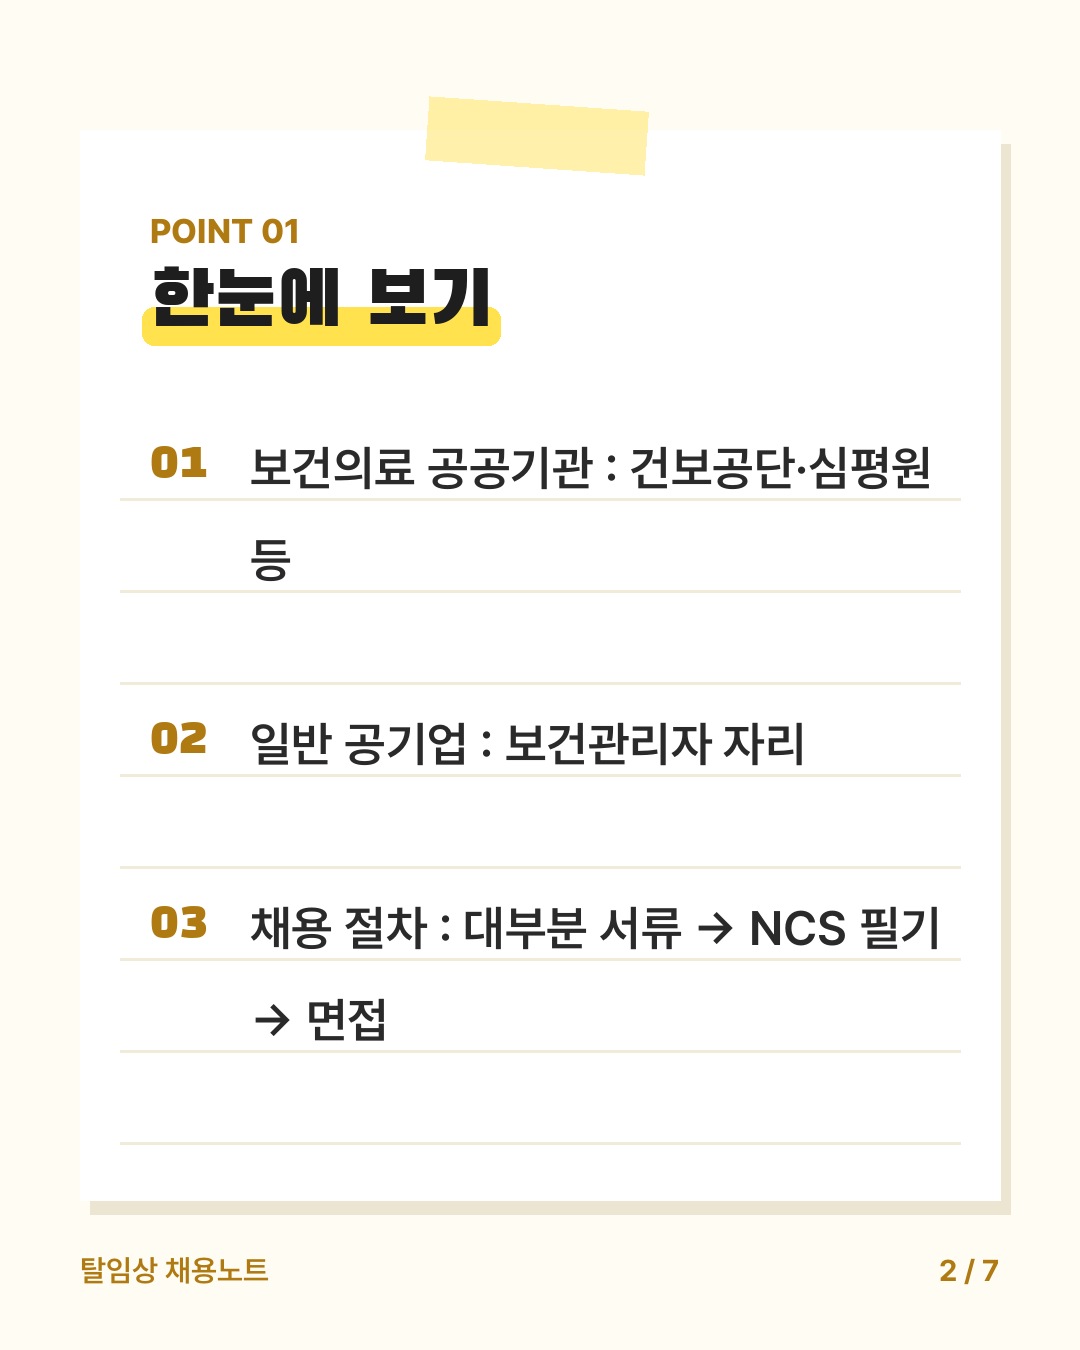 POINT 01
한눈에 보기
01 보건의료 공공기관 : 건보공단·심평원
등
02 일반 공기업 : 보건관리자 자리
03 채용 절차 : 대부분 서류 → NCS 필기
→ 면접
탈임상 채용노트
2 / 7